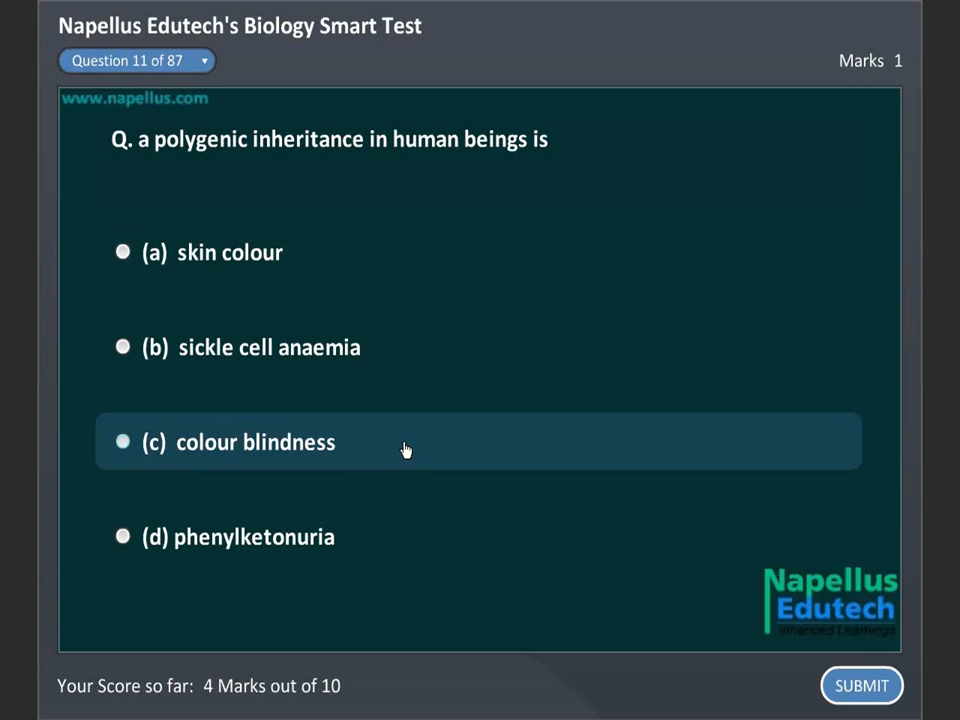 Napellus Edutech's Biology Smart Test
Question 11 of 87
Marks 1
www.napellus.com
Q. a polygenic inheritance in human beings is
(a) skin colour
(b) sickle cell anaemia
(c) colour blindness
(d) phenylketonuria
Napellus
Edutech
Enhanced Learnings
Your Score so far: 4 Marks out of 10
SUBMIT